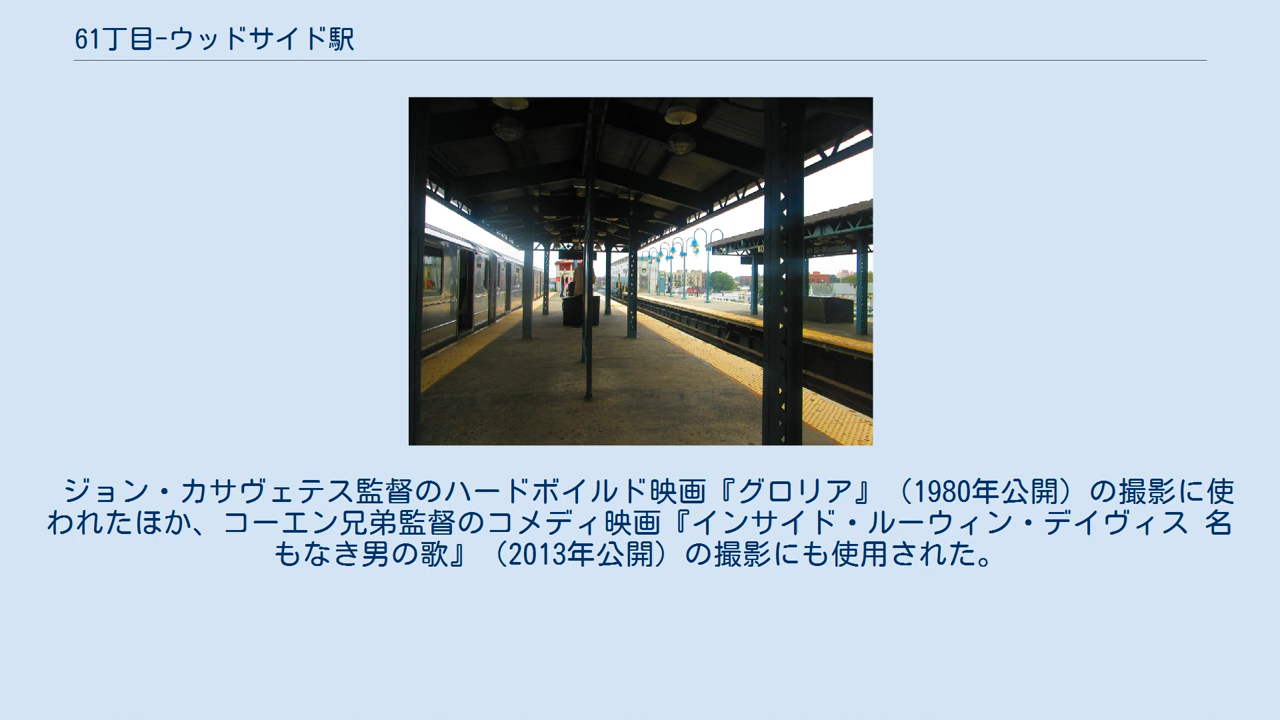 61丁目-ウッドサイド駅
ジョン・カサヴェテス監督のハードボイルド映画『グロリア』（1980年公開）の撮影に使
われたほか、コーエン兄弟監督のコメディ映画『インサイド・ルーウィン・デイヴィス 名
もなき男の歌』（2013年公開）の撮影にも使用された。